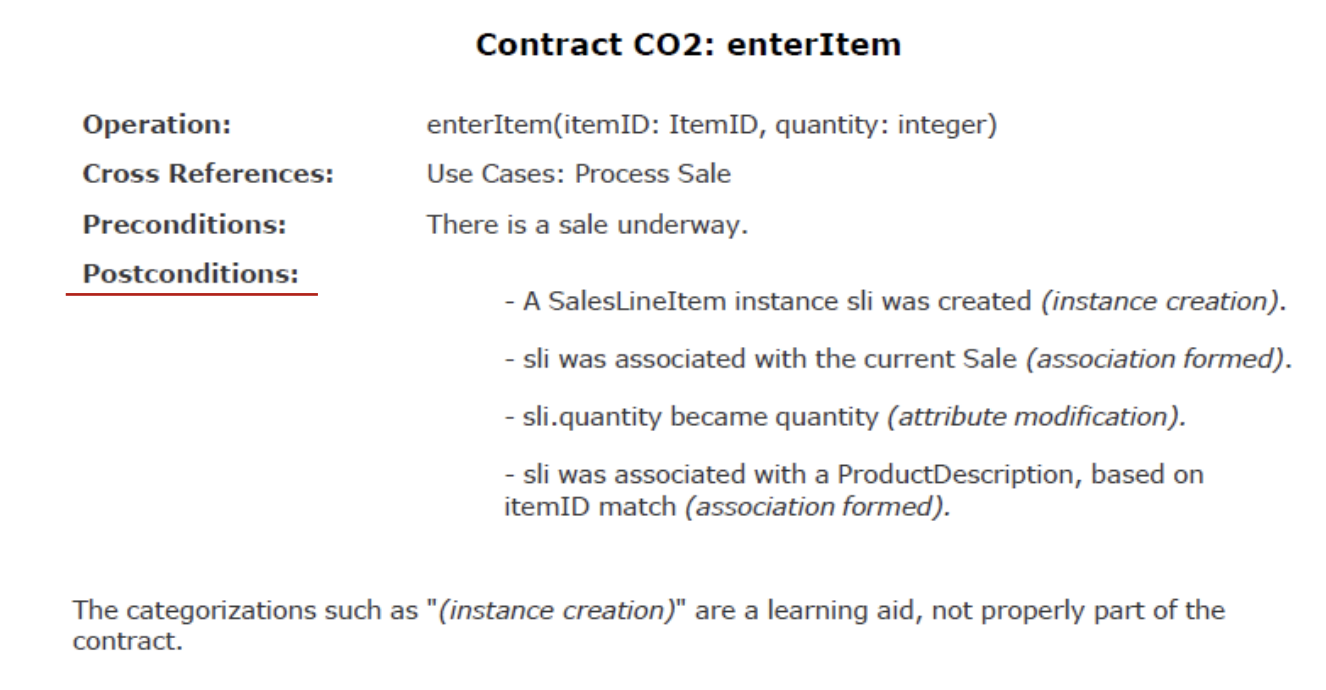 Contract CO2: enterItem
Operation: enterItem(itemID: ItemID, quantity: integer)
Cross References: Use Cases: Process Sale
Preconditions: There is a sale underway.
Postconditions:
- A SalesLineItem instance sli was created (instance creation).
- sli was associated with the current Sale (association formed).
- sli.quantity became quantity (attribute modification).
- sli was associated with a ProductDescription, based on
itemID match (association formed).
The categorizations such as "(instance creation)" are a learning aid, not properly part of the
contract.